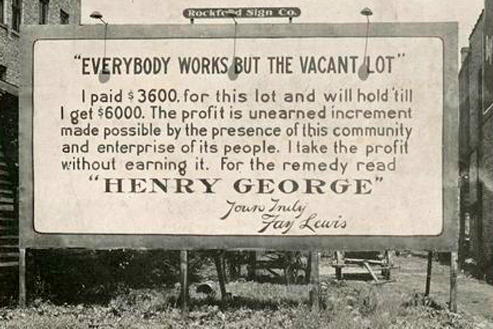 Rockford Sign Co.
"EVERYBODY WORKS BUT THE VACANT LOT"
I paid $3600. for this lot and will hold 'till
I get $6000. The profit is unearned increment
made possible by the presence of this community
and enterprise of its people. I take the profit
without earning it. For the remedy read
"HENRY GEORGE"
Yours Truly
Fay Lewis